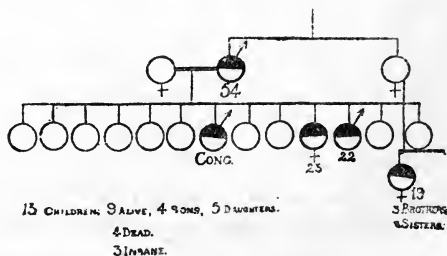 54
CONG.
23
22
19
13 CHILDREN, 9 ALIVE, 4 SONS, 5 DAUGHTERS.
3 BROTHERS
4 DEAD.
SISTERS.
3 INSANE.